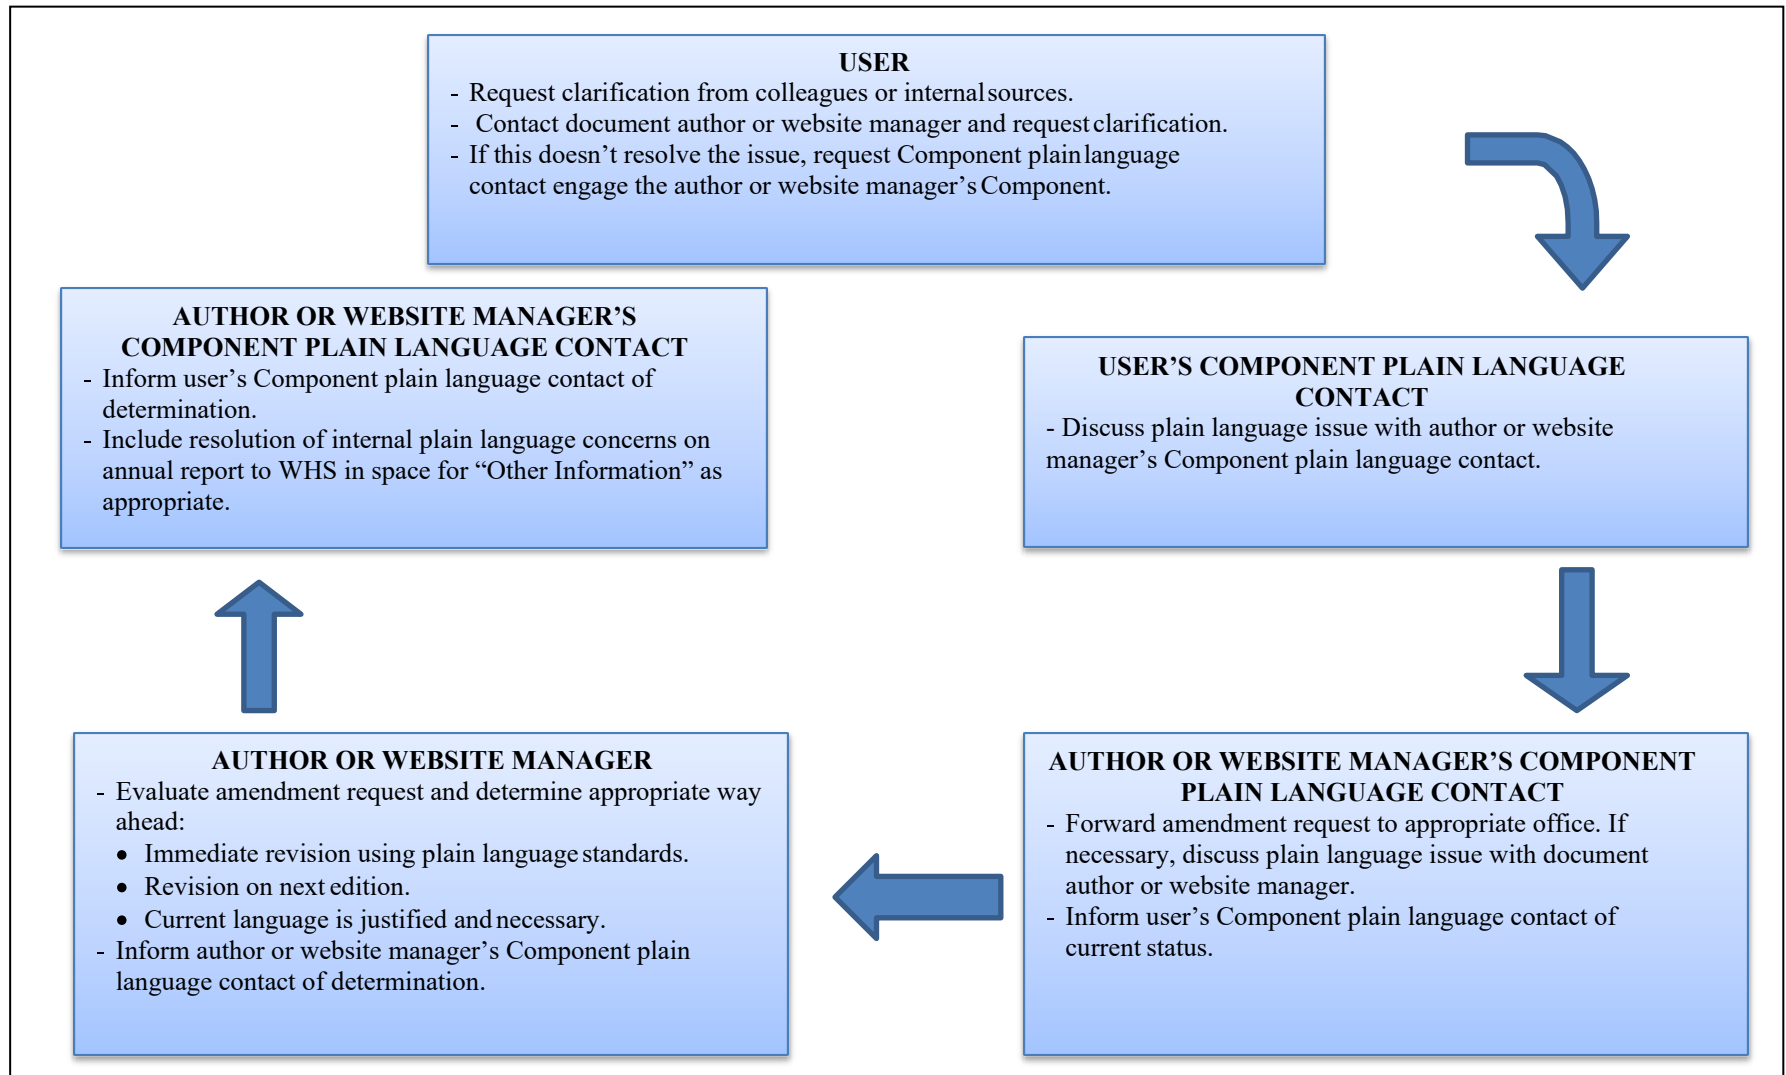 USER
- Request clarification from colleagues or internal sources.
- Contact document author or website manager and request clarification.
- If this doesn’t resolve the issue, request Component plain language
contact engage the author or website manager’s Component.
USER’S COMPONENT PLAIN LANGUAGE
CONTACT
- Discuss plain language issue with author or website
manager’s Component plain language contact.
AUTHOR OR WEBSITE MANAGER’S COMPONENT
PLAIN LANGUAGE CONTACT
- Forward amendment request to appropriate office. If
necessary, discuss plain language issue with document
author or website manager.
- Inform user’s Component plain language contact of
current status.
AUTHOR OR WEBSITE MANAGER
- Evaluate amendment request and determine appropriate way
ahead:
• Immediate revision using plain language standards.
• Revision on next edition.
• Current language is justified and necessary.
- Inform author or website manager’s Component plain
language contact of determination.
AUTHOR OR WEBSITE MANAGER’S
COMPONENT PLAIN LANGUAGE CONTACT
- Inform user’s Component plain language contact of
determination.
- Include resolution of internal plain language concerns on
annual report to WHS in space for “Other Information” as
appropriate.